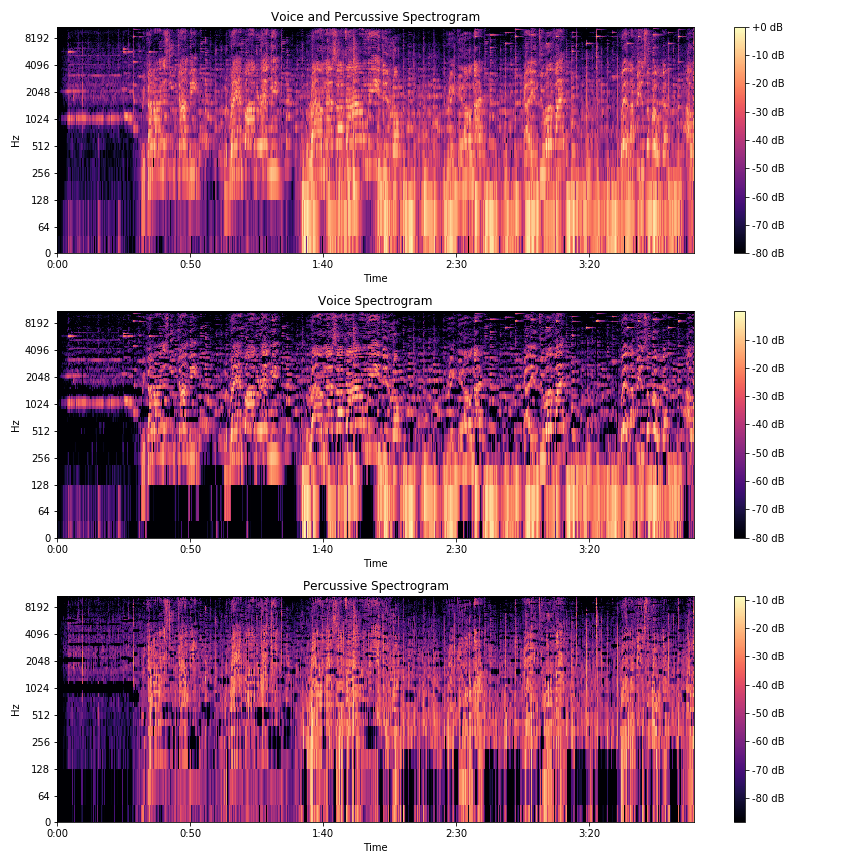 Voice and Percussive Spectrogram
Hz
8192
4096
2048
1024
512
256
128
64
0
0:00 0:50 1:40 2:30 3:20
Time
+0 dB
-10 dB
-20 dB
-30 dB
-40 dB
-50 dB
-60 dB
-70 dB
-80 dB
Voice Spectrogram
Hz
8192
4096
2048
1024
512
256
128
64
0
0:00 0:50 1:40 2:30 3:20
Time
-10 dB
-20 dB
-30 dB
-40 dB
-50 dB
-60 dB
-70 dB
-80 dB
Percussive Spectrogram
Hz
8192
4096
2048
1024
512
256
128
64
0
0:00 0:50 1:40 2:30 3:20
Time
-10 dB
-20 dB
-30 dB
-40 dB
-50 dB
-60 dB
-70 dB
-80 dB